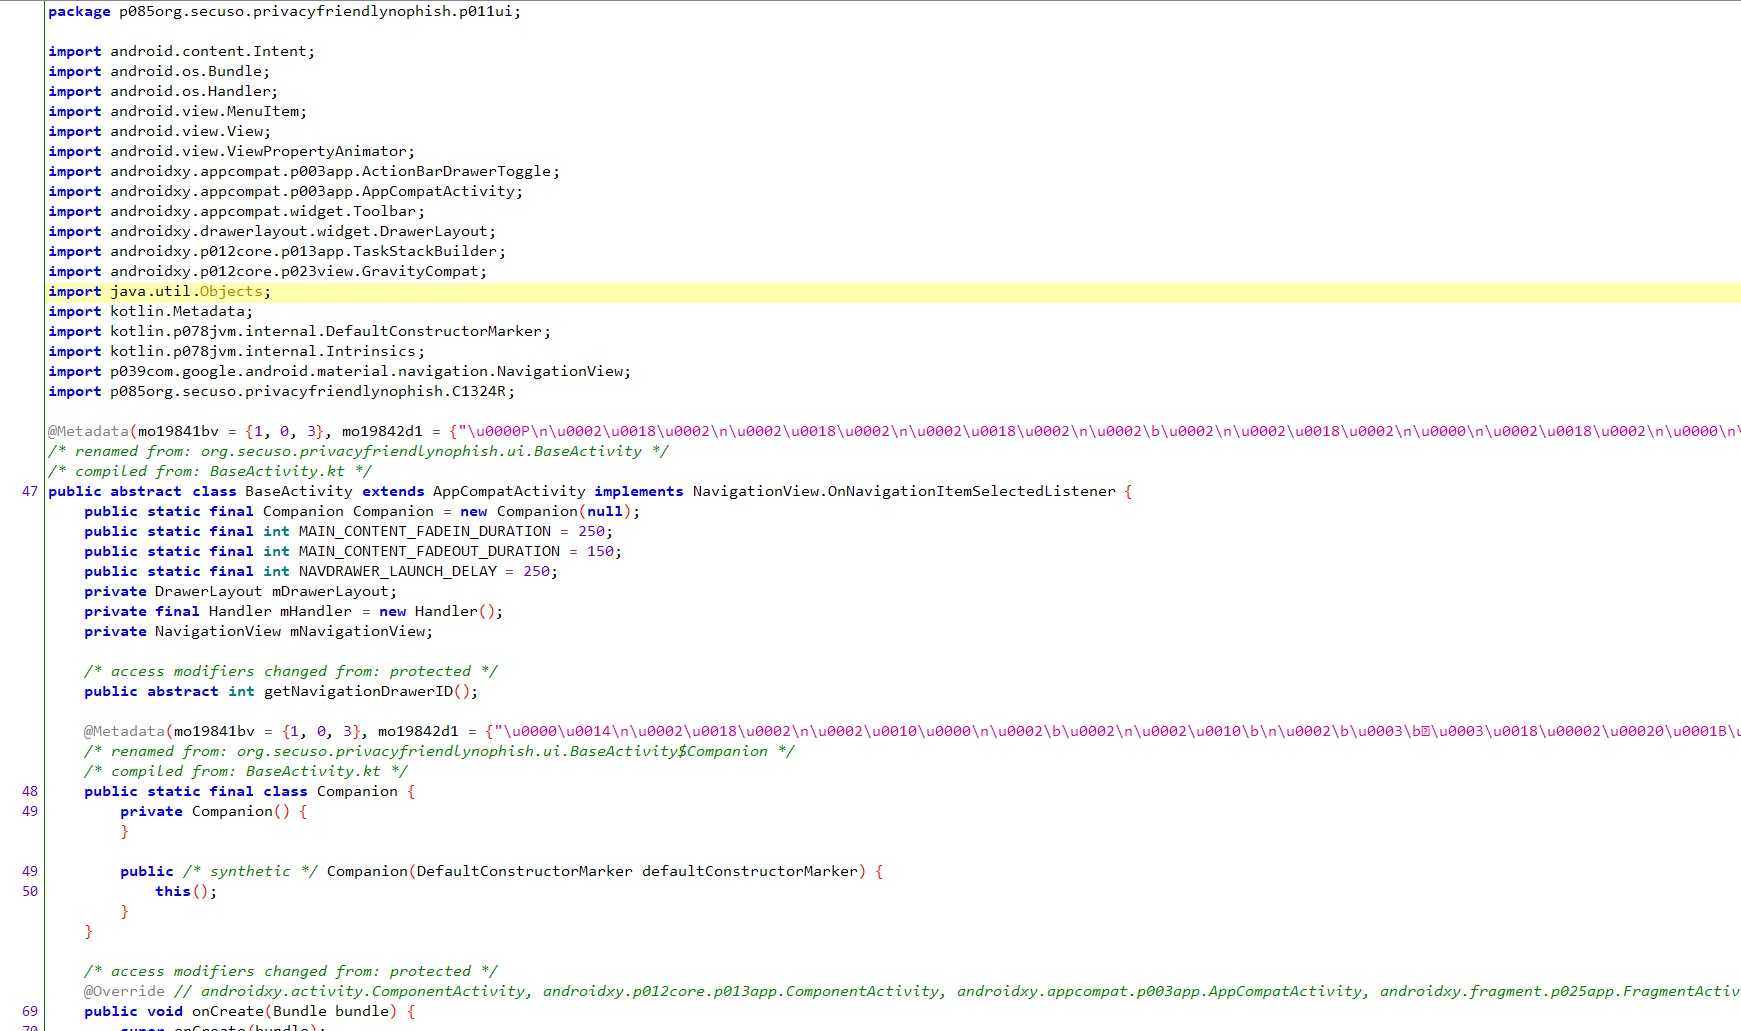 package p085org.secuso.privacyfriendlynophish.p011ui;
import android.content.Intent;
import android.os.Bundle;
import android.os.Handler;
import android.view.MenuItem;
import android.view.View;
import android.view.ViewPropertyAnimator;
import androidxy.appcompat.p003app.ActionBarDrawerToggle;
import androidxy.appcompat.p003app.AppCompatActivity;
import androidxy.appcompat.widget.Toolbar;
import androidxy.drawerlayout.widget.DrawerLayout;
import androidxy.p012core.p013app.TaskStackBuilder;
import androidxy.p012core.p023view.GravityCompat;
import java.util.Objects;
import kotlin.Metadata;
import kotlin.p078jvm.internal.DefaultConstructorMarker;
import kotlin.p078jvm.internal.Intrinsics;
import p039com.google.android.material.navigation.NavigationView;
import p085org.secuso.privacyfriendlynophish.C1324R;
@Metadata(mo19841bv = {1, 0, 3}, mo19842d1 = {"\u0000P\n\u0002\u0018\u0002\n\u0002\u0018\u0002\n\u0002\u0018\u0002\n\u0002\b\u0002\n\u0002\u0018\u0002\n\u0000\n\u0002\u0018\u0002\n\u0000\n\
/* renamed from: org.secuso.privacyfriendlynophish.ui.BaseActivity */
/* compiled from: BaseActivity.kt */
47 public abstract class BaseActivity extends AppCompatActivity implements NavigationView.OnNavigationItemSelectedListener {
public static final Companion Companion = new Companion(null);
public static final int MAIN_CONTENT_FADEIN_DURATION = 250;
public static final int MAIN_CONTENT_FADEOUT_DURATION = 150;
public static final int NAVDRAWER_LAUNCH_DELAY = 250;
private DrawerLayout mDrawerLayout;
private final Handler mHandler = new Handler();
private NavigationView mNavigationView;
/* access modifiers changed from: protected */
public abstract int getNavigationDrawerID();
@Metadata(mo19841bv = {1, 0, 3}, mo19842d1 = {"\u0000\u0014\n\u0002\u0018\u0002\n\u0002\u0010\u0000\n\u0002\b\u0002\n\u0002\u0010\b\n\u0002\b\u0003\b\u0003\u0018\u00002\u00020\u0001B\u
/* renamed from: org.secuso.privacyfriendlynophish.ui.BaseActivity$Companion */
/* compiled from: BaseActivity.kt */
48 public static final class Companion {
49 private Companion() {
}
49 public /* synthetic */ Companion(DefaultConstructorMarker defaultConstructorMarker) {
50 this();
}
}
/* access modifiers changed from: protected */
@Override // androidxy.activity.ComponentActivity, androidxy.p012core.p013app.ComponentActivity, androidxy.appcompat.p003app.AppCompatActivity, androidxy.fragment.p025app.FragmentActiv
69 public void onCreate(Bundle bundle) {
70 super.onCreate(bundle);